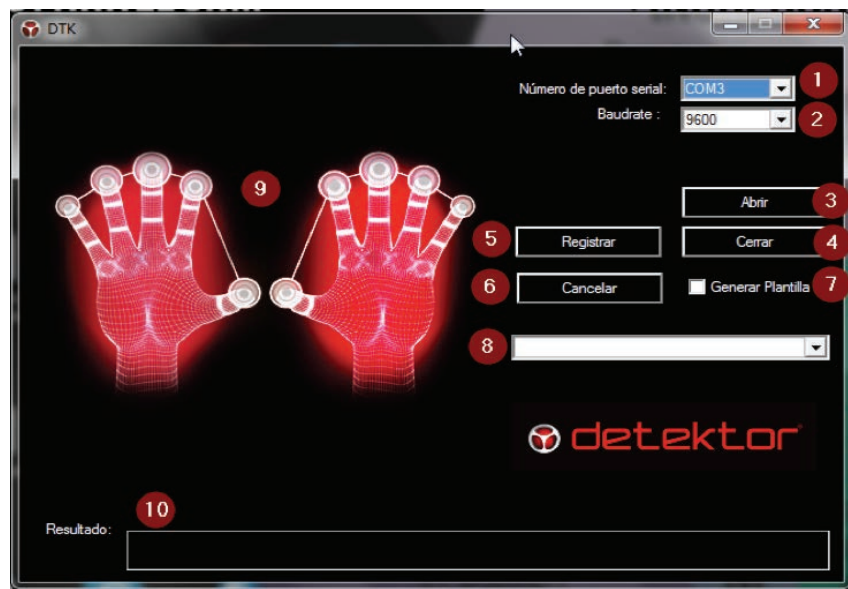 DTK
Número de puerto serial: COM3 1
Baudrate : 9600 2
9
Abrir 3
5 Registrar Cerrar 4
6 Cancelar Generar Plantilla 7
8
detektor
10
Resultado: